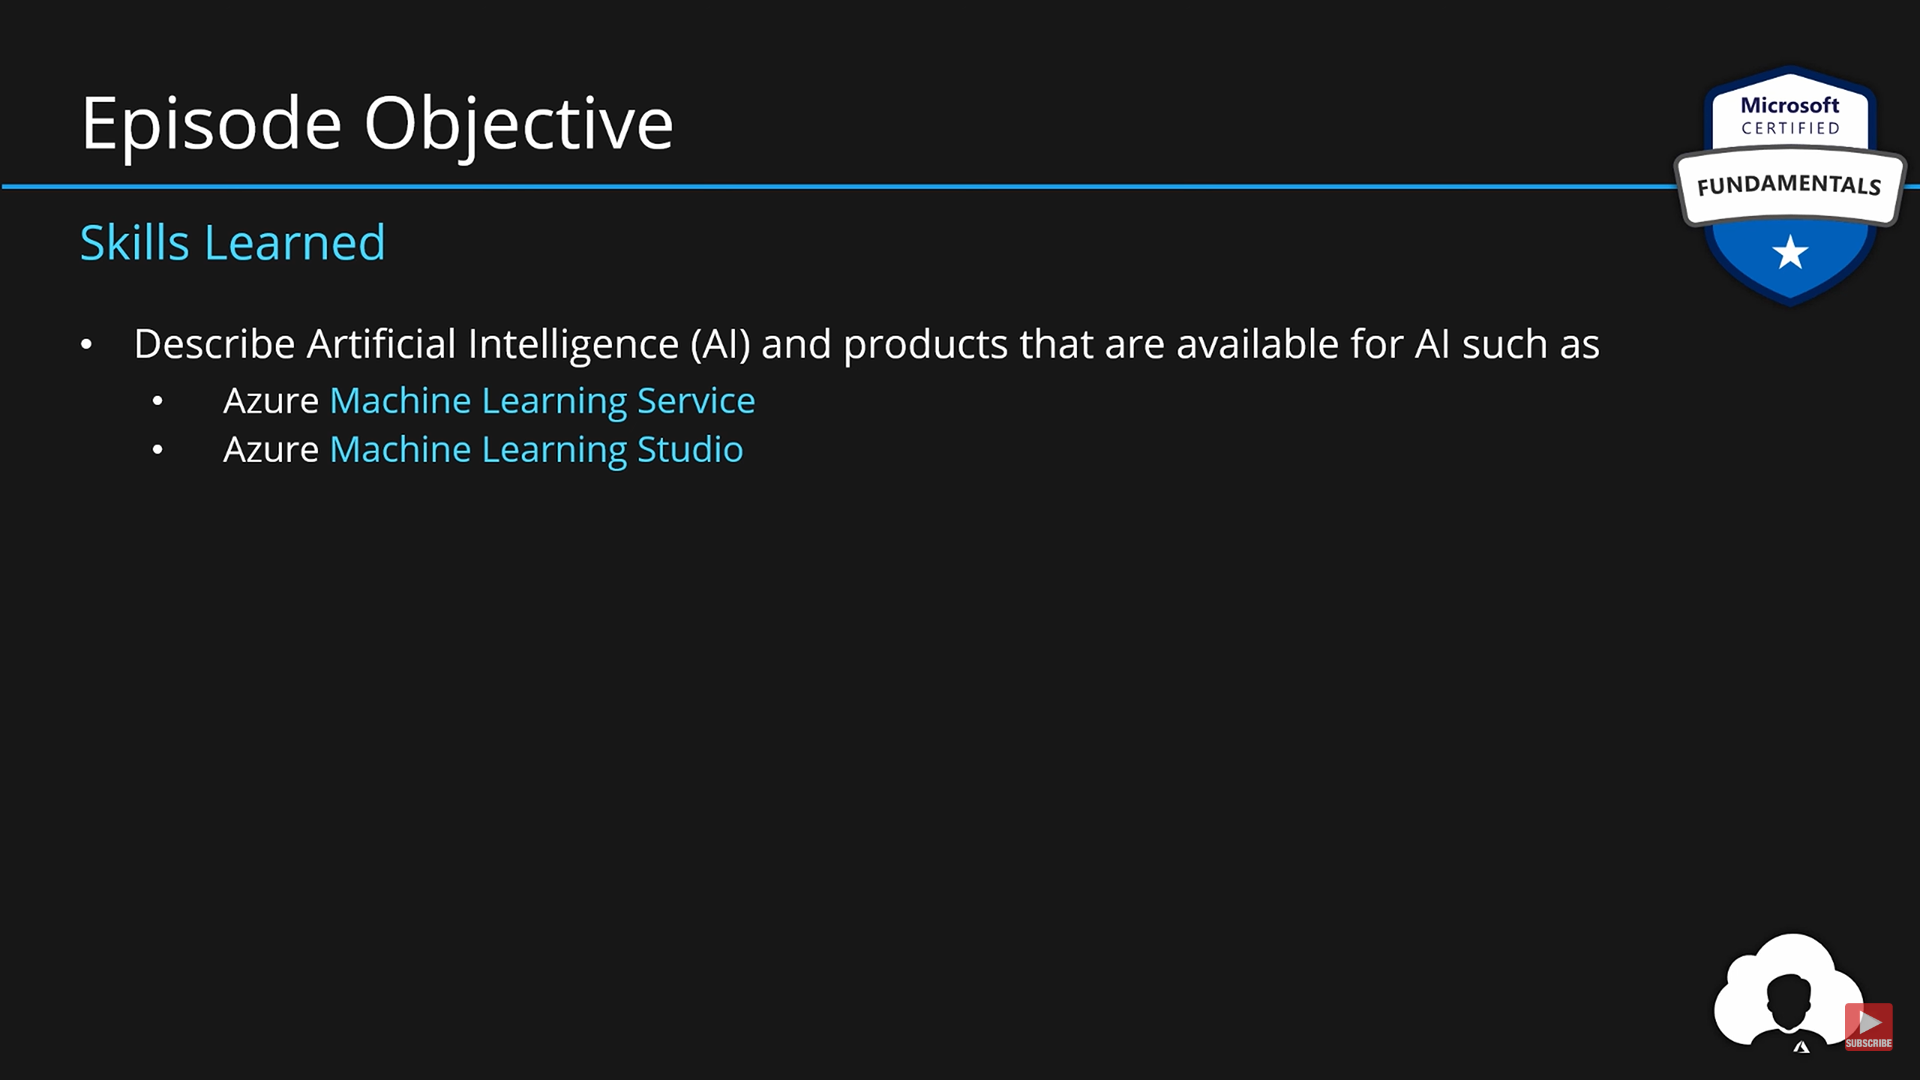 Episode Objective
Microsoft
CERTIFIED
FUNDAMENTALS
Skills Learned
• Describe Artificial Intelligence (AI) and products that are available for AI such as
• Azure Machine Learning Service
• Azure Machine Learning Studio
SUBSCRIBE